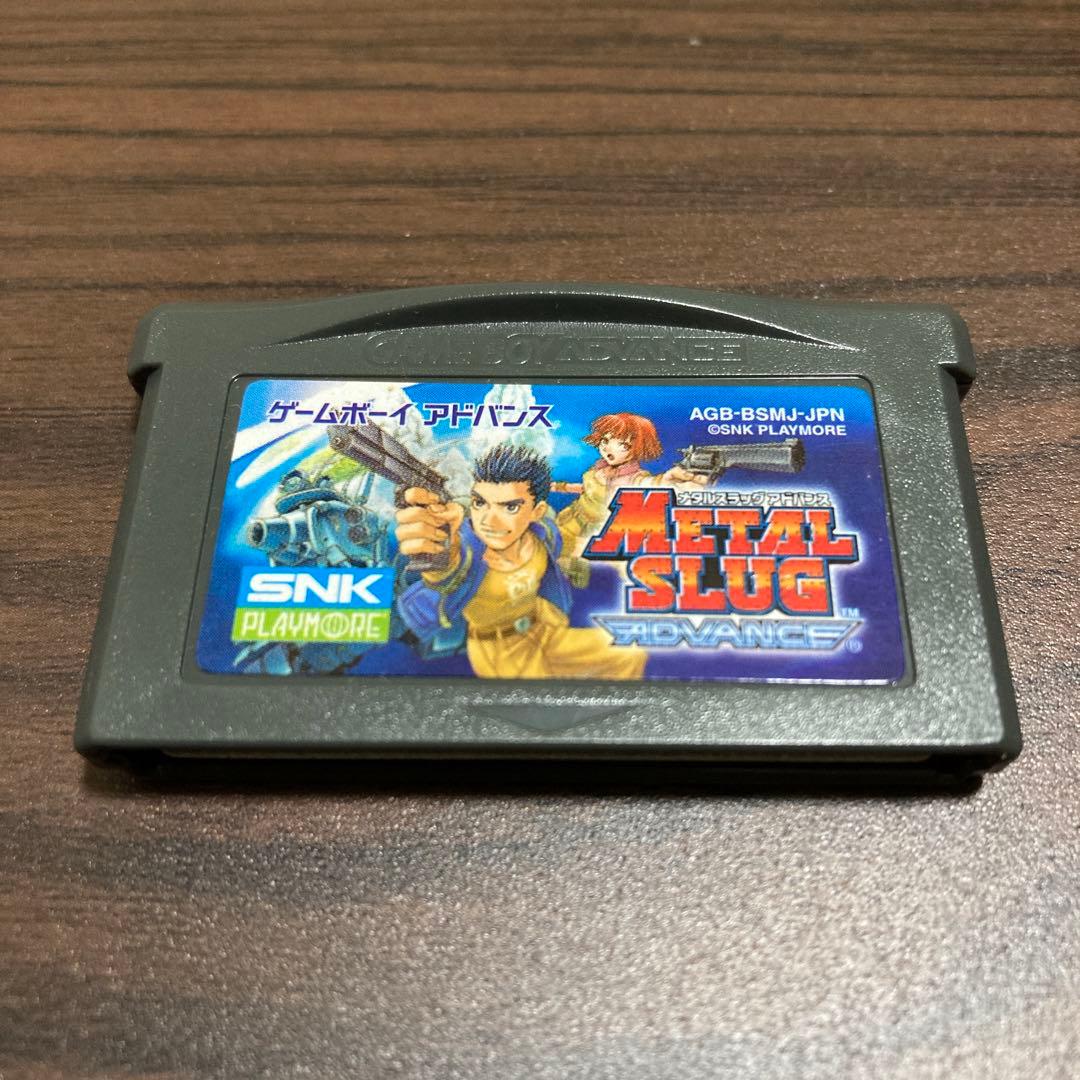 GAME BOY ADVANCE
ゲームボーイ アドバンス
AGB-BSMJ-JPN
©SNK PLAYMORE
メタルスラッグアドバンス
METAL
SLUG
ADVANCE
TM
®
SNK
PLAYMORE